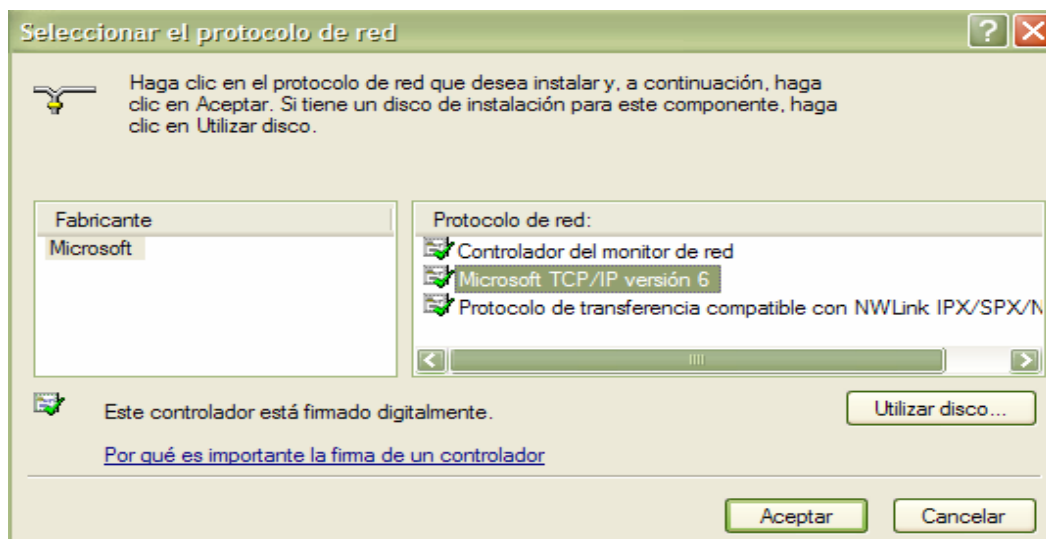 Seleccionar el protocolo de red
Haga clic en el protocolo de red que desea instalar y, a continuación, haga
clic en Aceptar. Si tiene un disco de instalación para este componente, haga
clic en Utilizar disco.
Fabricante
Microsoft
Protocolo de red:
Controlador del monitor de red
Microsoft TCP/IP versión 6
Protocolo de transferencia compatible con NWLink IPX/SPX/N
Este controlador está firmado digitalmente.
Utilizar disco...
Por qué es importante la firma de un controlador
Aceptar
Cancelar